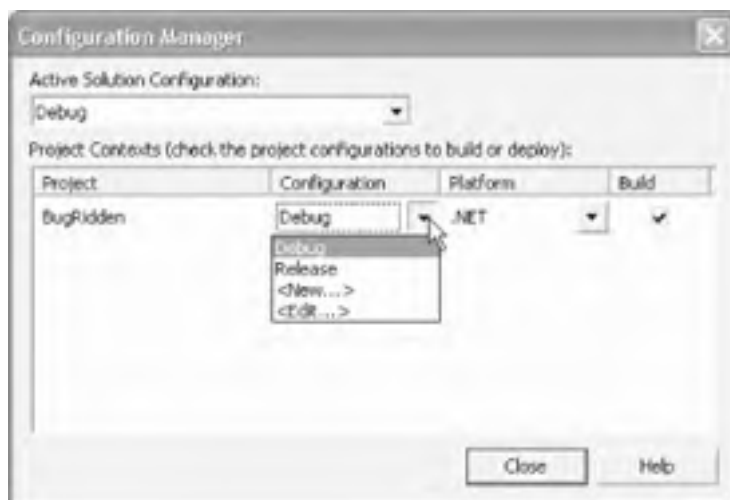 Configuration Manager
Active Solution Configuration:
Debug
Project Contexts (check the project configurations to build or deploy):
Project Configuration Platform Build
BugRidden Debug .NET
Debug
Release
<New...>
<Edit...>
Close Help